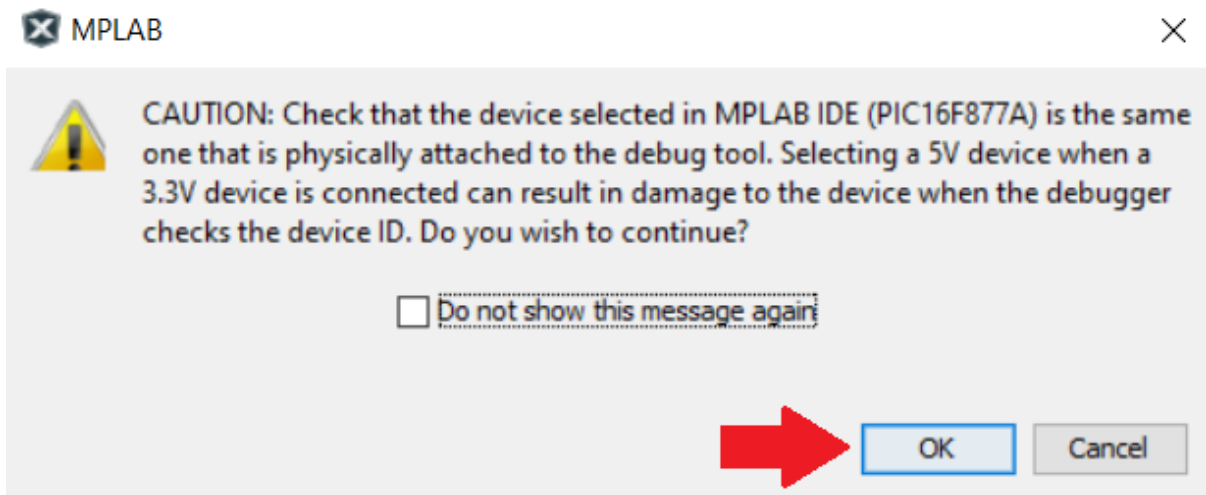 MPLAB
CAUTION: Check that the device selected in MPLAB IDE (PIC16F877A) is the same
one that is physically attached to the debug tool. Selecting a 5V device when a
3.3V device is connected can result in damage to the device when the debugger
checks the device ID. Do you wish to continue?
Do not show this message again
OK Cancel